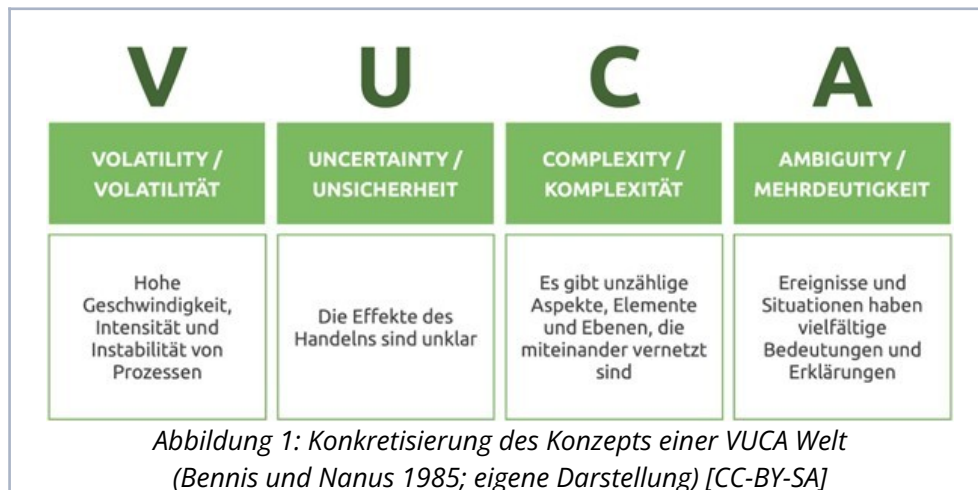 V U C A
VOLATILITY /
VOLATILITÄT
UNCERTAINTY /
UNSICHERHEIT
COMPLEXITY /
KOMPLEXITÄT
AMBIGUITY /
MEHRDEUTIGKEIT
Hohe
Geschwindigkeit,
Intensität und
Instabilität von
Prozessen
Die Effekte des
Handelns sind unklar
Es gibt unzählige
Aspekte, Elemente
und Ebenen, die
miteinander vernetzt
sind
Ereignisse und
Situationen haben
vielfältige
Bedeutungen und
Erklärungen
Abbildung 1: Konkretisierung des Konzepts einer VUCA Welt
(Bennis und Nanus 1985; eigene Darstellung) [CC-BY-SA]